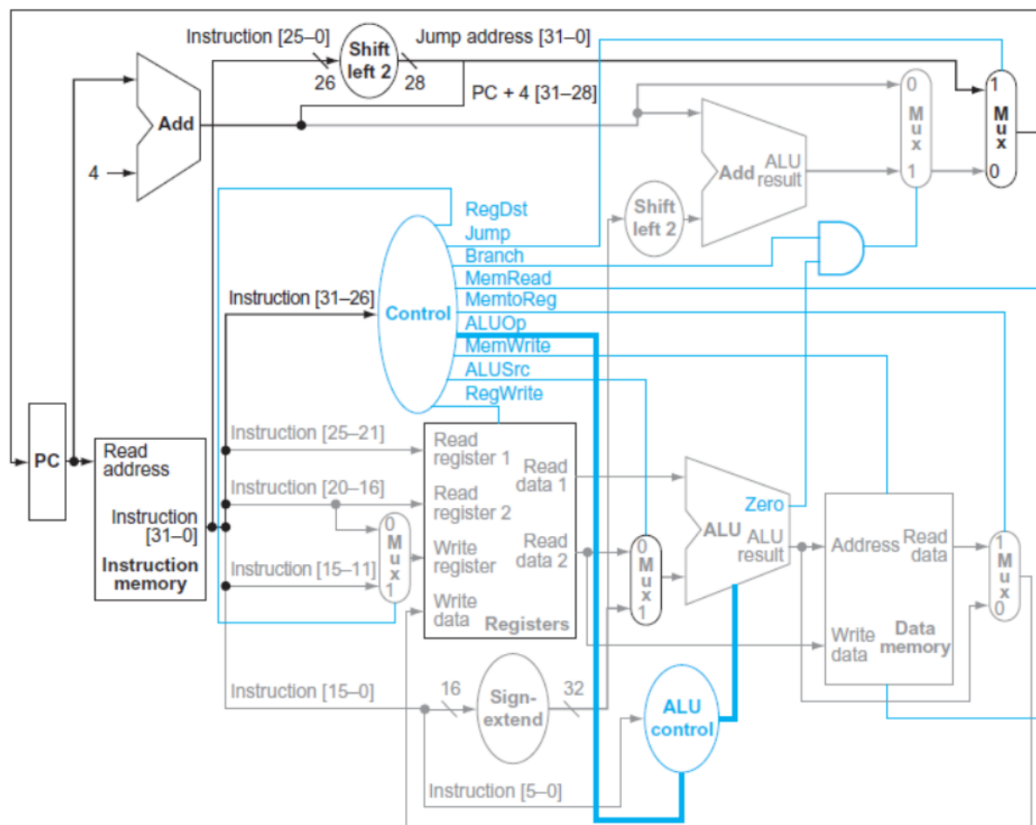 Instruction [25–0]
Shift
left 2
Jump address [31–0]
26
28
PC + 4 [31–28]
Add
4
0
M
u
x
1
1
M
u
x
0
Add
ALU
result
Shift
left 2
RegDst
Jump
Branch
MemRead
MemtoReg
ALUOp
MemWrite
ALUSrc
RegWrite
Instruction [31–26]
Control
PC
Read
address
Instruction
[31–0]
Instruction
memory
Instruction [25–21]
Instruction [20–16]
Instruction [15–11]
Instruction [15–0]
0
M
u
x
1
Read
register 1
Read
register 2
Write
register
Write
data
Read
data 1
Read
data 2
Registers
0
M
u
x
1
Zero
ALU
ALU
result
Address
Read
data
Write
data
Data
memory
1
M
u
x
0
16
Sign-
extend
32
ALU
control
Instruction [5–0]